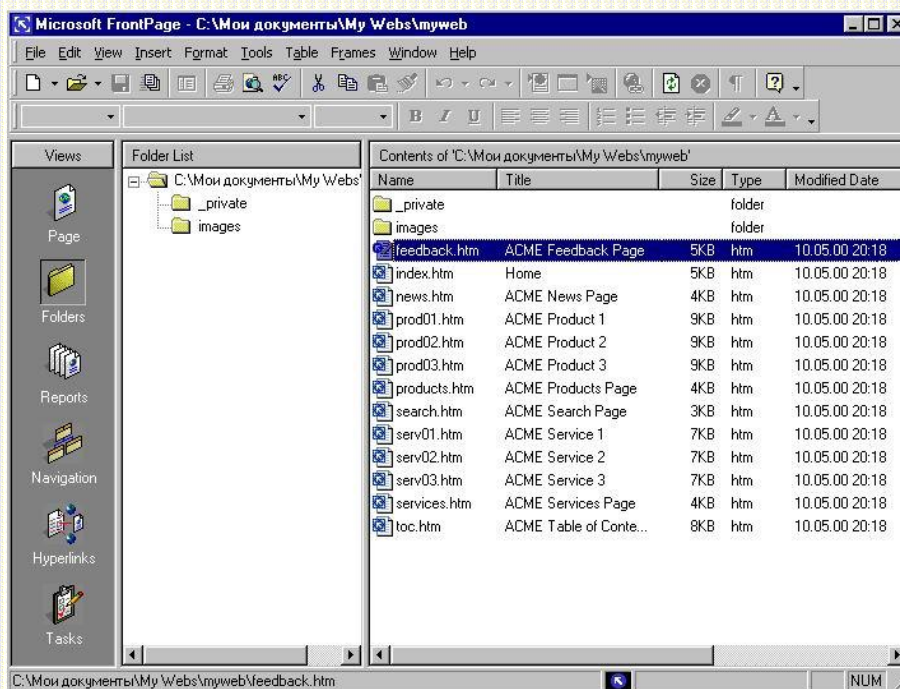 Microsoft FrontPage - C:\Мои документы\My Webs\myweb
File Edit View Insert Format Tools Table Frames Window Help
ABC
B I U A
Views
Page
Folders
Reports
Navigation
Hyperlinks
Tasks
Folder List
C:\Мои документы\My Webs'
_private
images
Contents of 'C:\Мои документы\My Webs\myweb'
Name Title Size Type Modified Date
_private folder
images folder
feedback.htm ACME Feedback Page 5KB htm 10.05.00 20:18
index.htm Home 5KB htm 10.05.00 20:18
news.htm ACME News Page 4KB htm 10.05.00 20:18
prod01.htm ACME Product 1 9KB htm 10.05.00 20:18
prod02.htm ACME Product 2 9KB htm 10.05.00 20:18
prod03.htm ACME Product 3 9KB htm 10.05.00 20:18
products.htm ACME Products Page 4KB htm 10.05.00 20:18
search.htm ACME Search Page 3KB htm 10.05.00 20:18
serv01.htm ACME Service 1 7KB htm 10.05.00 20:18
serv02.htm ACME Service 2 7KB htm 10.05.00 20:18
serv03.htm ACME Service 3 7KB htm 10.05.00 20:18
services.htm ACME Services Page 4KB htm 10.05.00 20:18
toc.htm ACME Table of Conte... 8KB htm 10.05.00 20:18
C:\Мои документы\My Webs\myweb\feedback.htm NUM